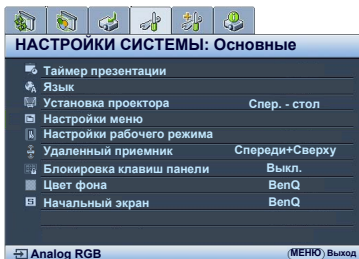 НАСТРОЙКИ СИСТЕМЫ: Основные
Таймер презентации
Язык
Установка проектора Спер. - стол
Настройки меню
Настройки рабочего режима
Удаленный приемник Спереди+Сверху
Блокировка клавиш панели Выкл.
Цвет фона BenQ
Начальный экран BenQ
Analog RGB МЕНЮ Выход